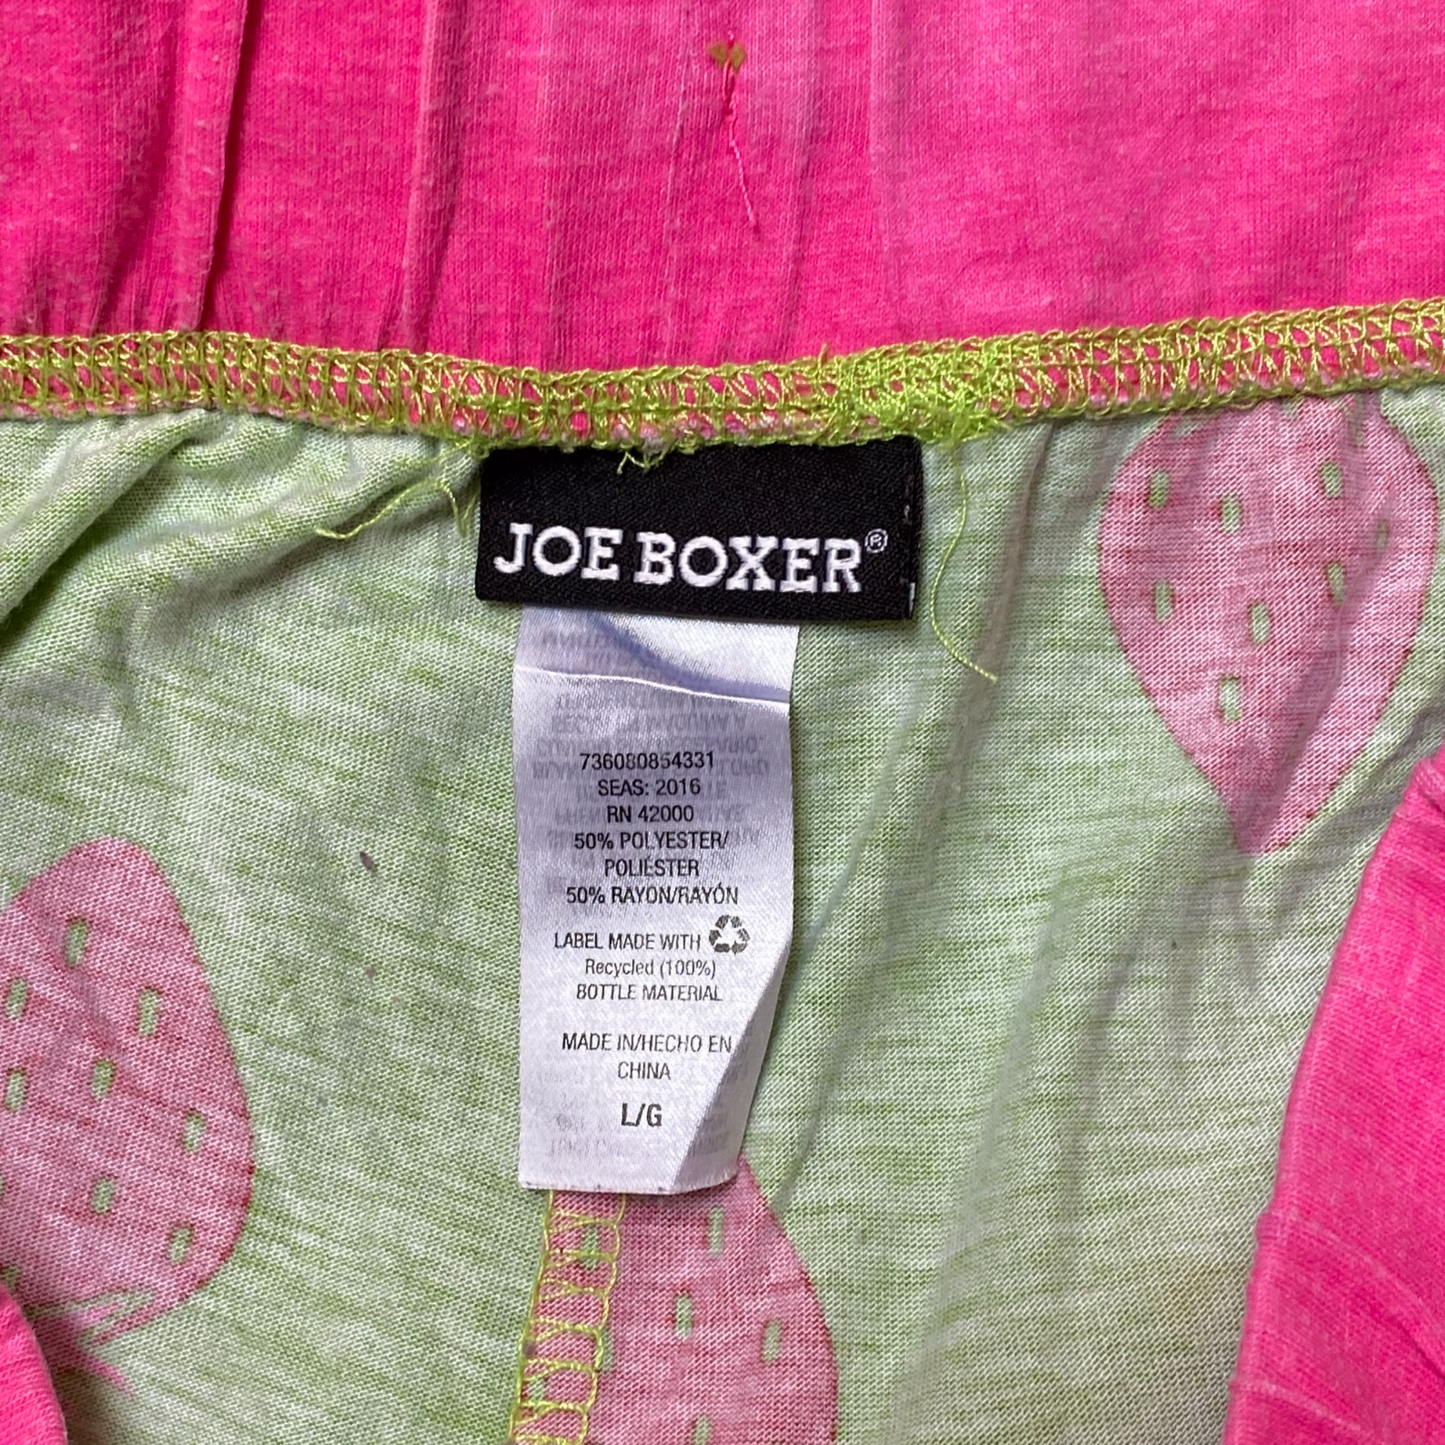 JOE BOXER®
736080854331
SEAS: 2016
RN 42000
50% POLYESTER/
POLIÉSTER
50% RAYON/RAYÓN
LABEL MADE WITH
Recycled (100%)
BOTTLE MATERIAL
MADE IN/HECHO EN
CHINA
L/G